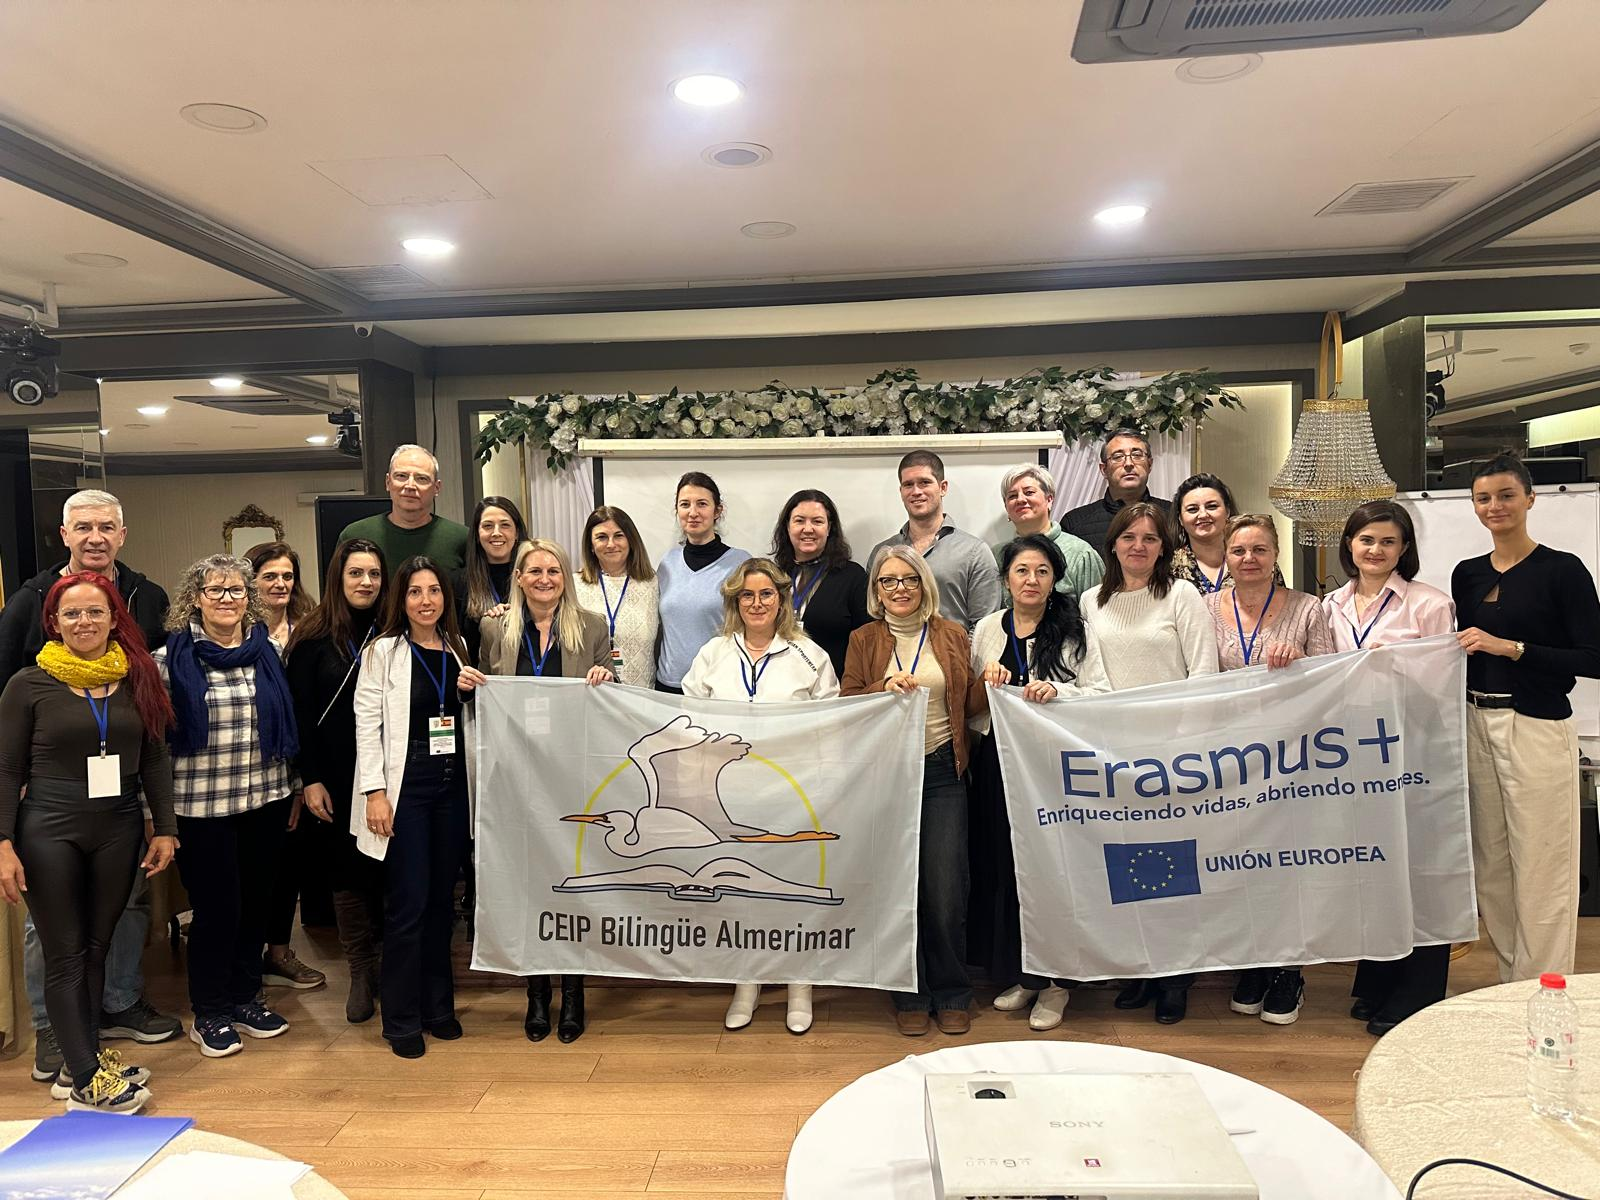 CEIP Bilingüe Almerimar
Erasmus+
Enriqueciendo vidas, abriendo mentes.
UNIÓN EUROPEA
SONY